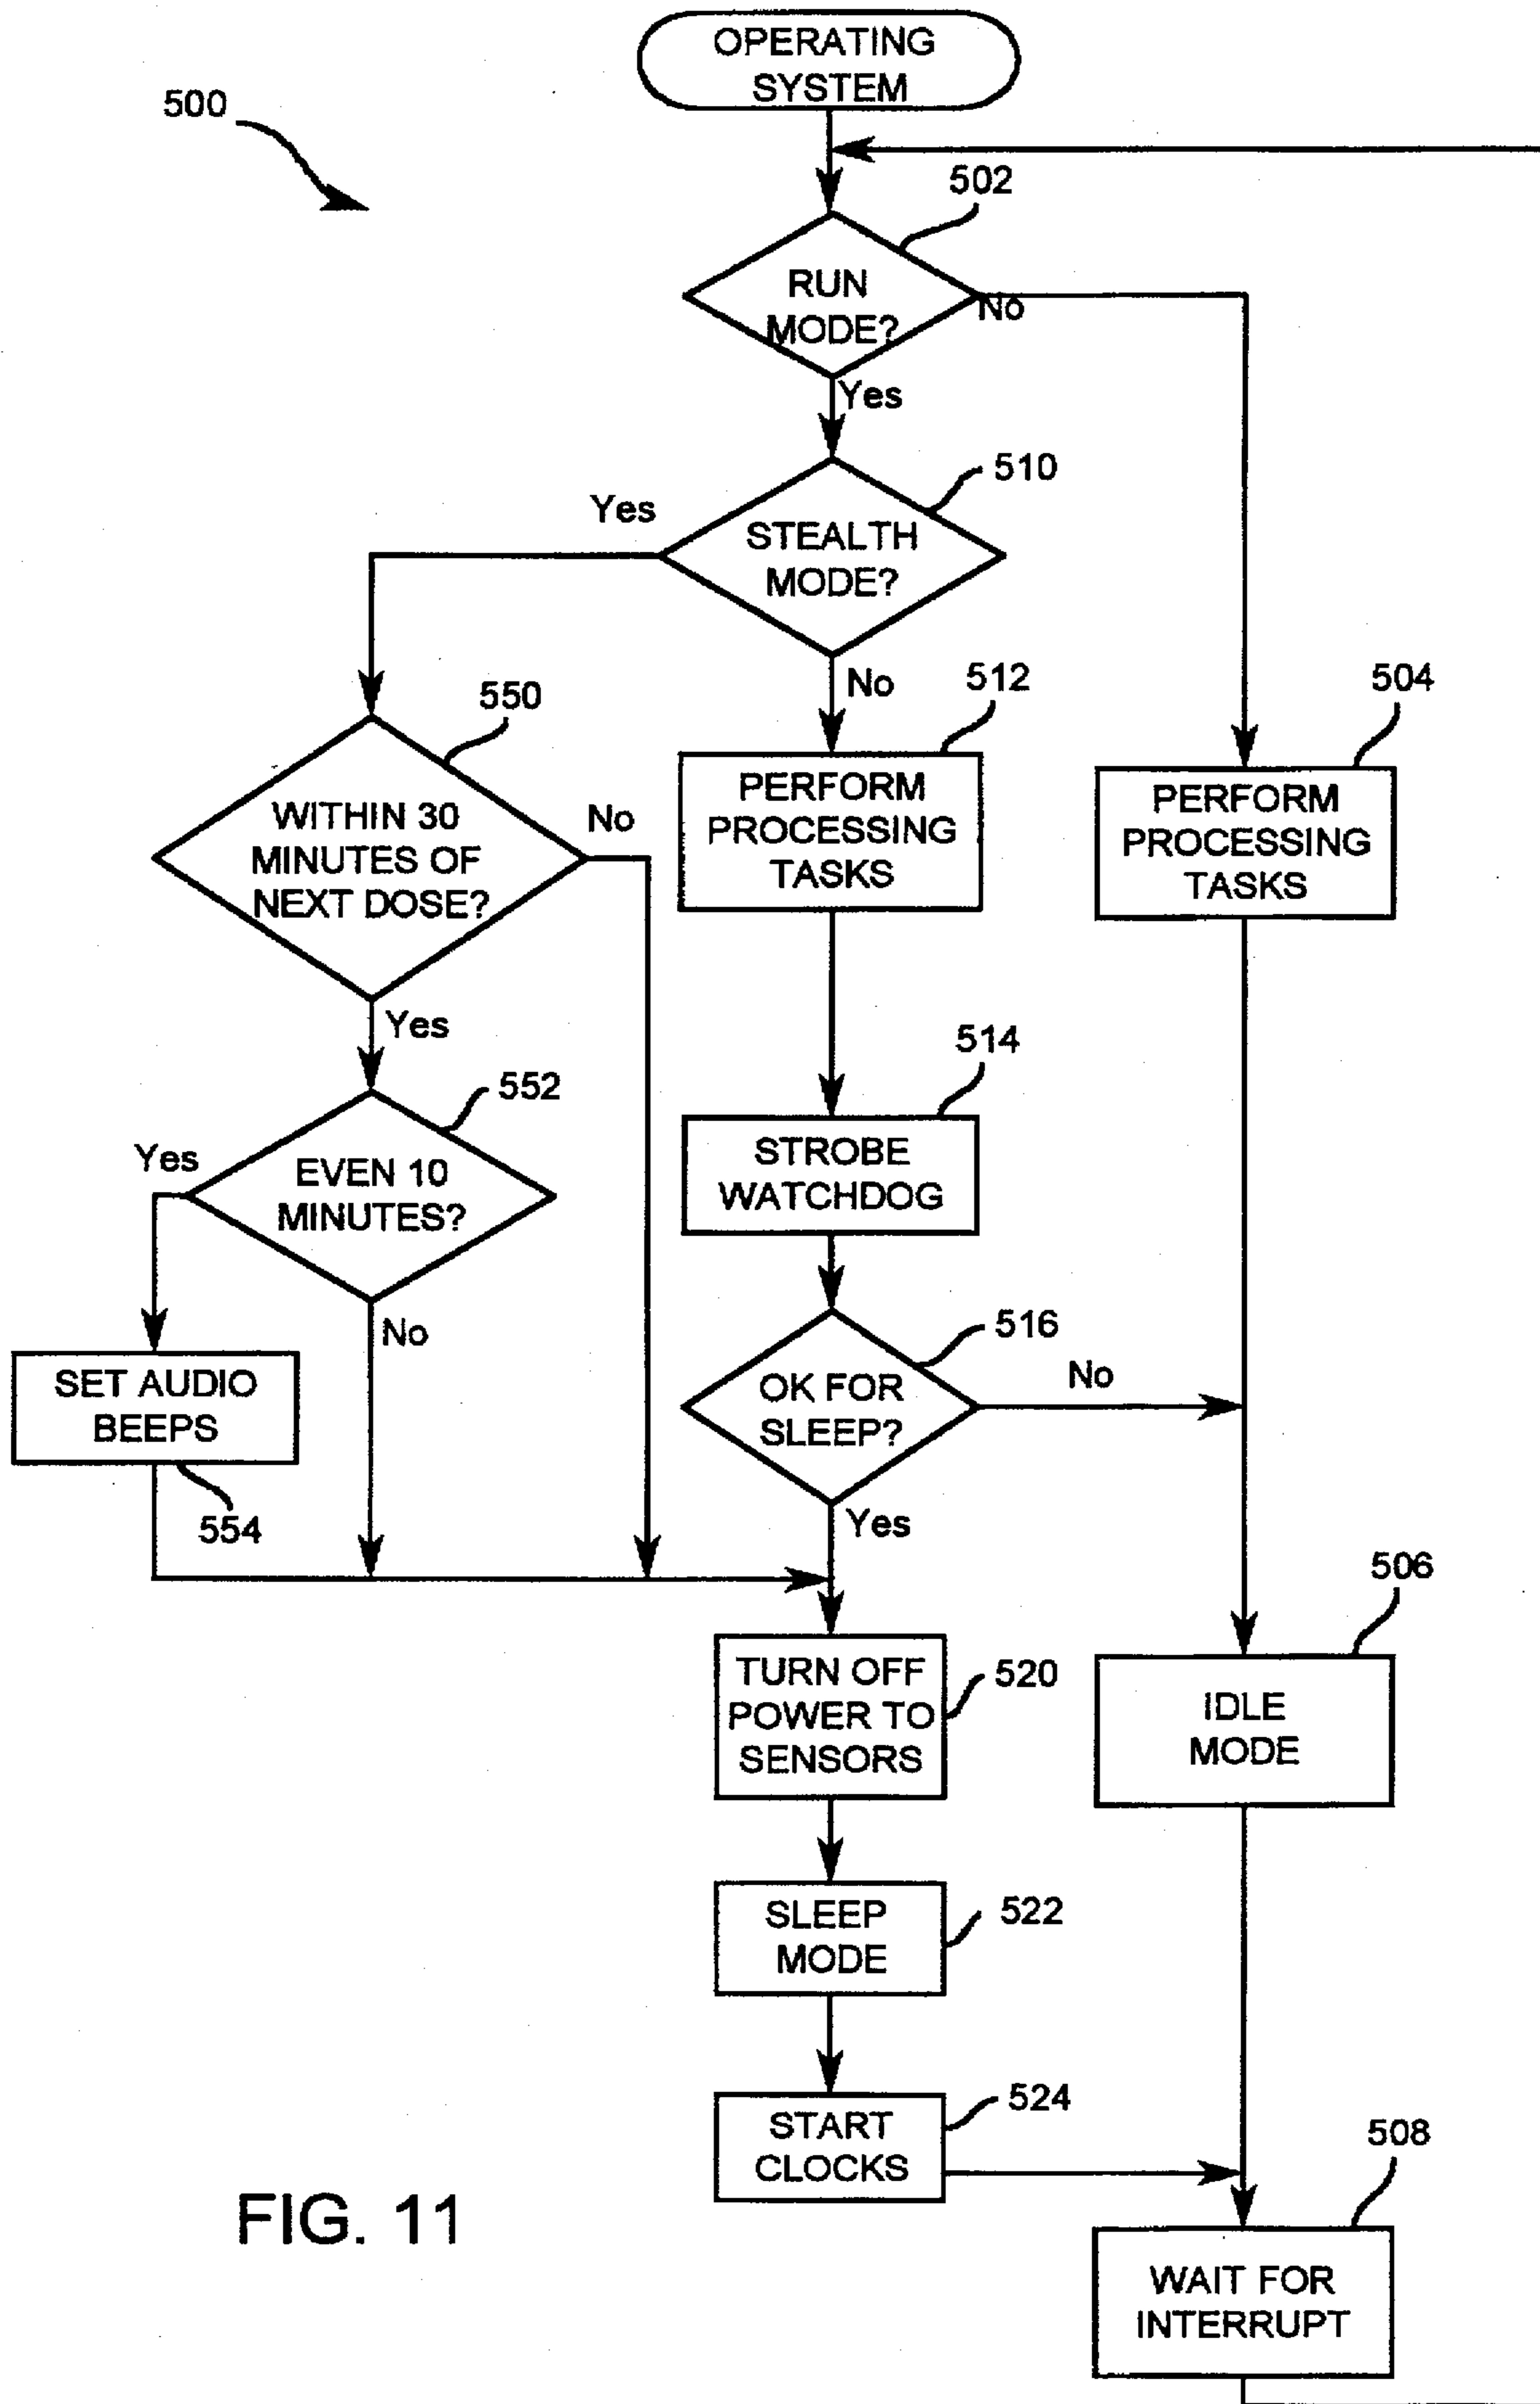 OPERATING
SYSTEM
500
502
RUN
MODE?
No
Yes
510
Yes
STEALTH
MODE?
No
512
504
550
PERFORM
PROCESSING
TASKS
PERFORM
PROCESSING
TASKS
WITHIN 30
MINUTES OF
NEXT DOSE?
No
Yes
514
552
Yes
EVEN 10
MINUTES?
STROBE
WATCHDOG
No
516
No
SET AUDIO
BEEPS
OK FOR
SLEEP?
554
Yes
506
TURN OFF
POWER TO
SENSORS
520
IDLE
MODE
SLEEP
MODE
522
START
CLOCKS
524
508
FIG. 11
WAIT FOR
INTERRUPT